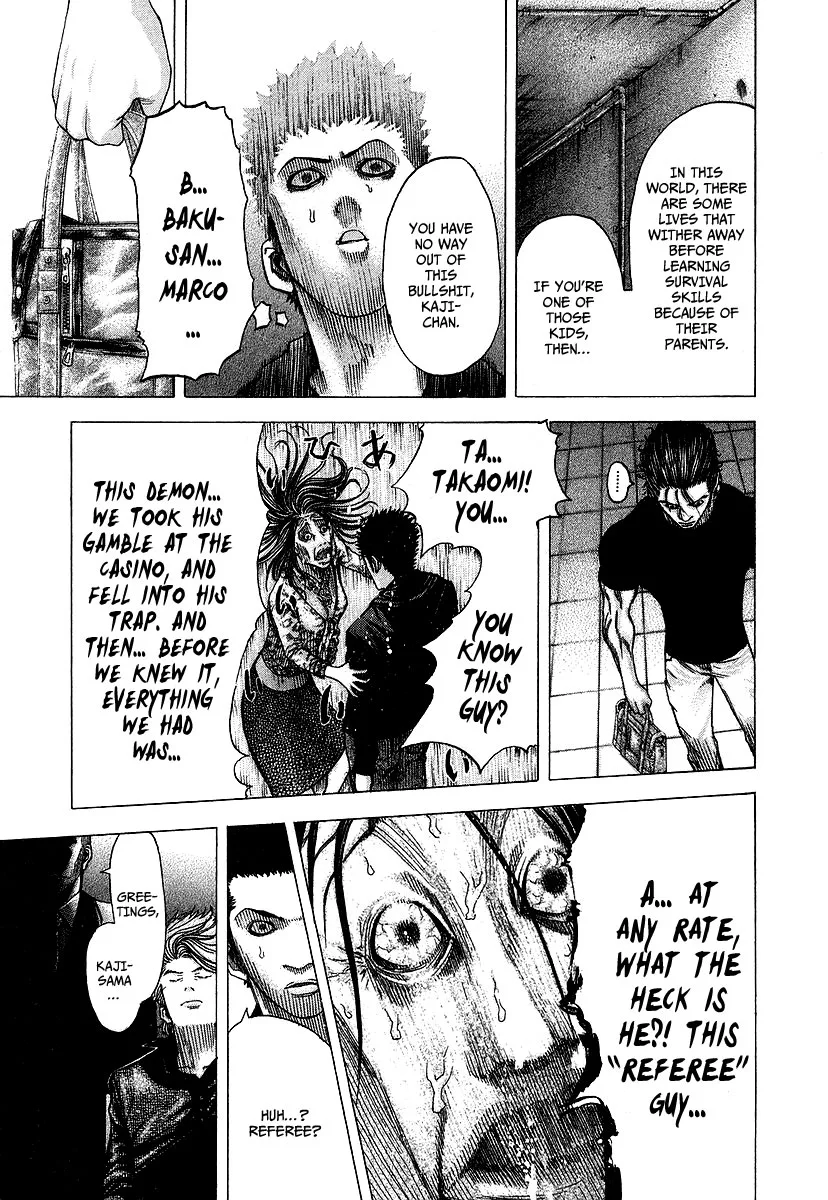 IN THIS
WORLD, THERE
ARE SOME
LIVES THAT
WITHER AWAY
BEFORE
LEARNING
SURVIVAL
SKILLS
BECAUSE OF
THEIR
PARENTS.
IF YOU'RE
ONE OF
THOSE
KIDS,
THEN...
YOU HAVE
NO WAY
OUT OF
THIS
BULLSHIT,
KAJI-
CHAN.
B...
BAKU-
SAN...
MARCO
...
......
TA...
TAKAOMI!
YOU...
YOU
KNOW
THIS
GUY?
あ
ひ
THIS DEMON...
WE TOOK HIS
GAMBLE AT THE
CASINO, AND
FELL INTO HIS
TRAP. AND
THEN... BEFORE
WE KNEW IT,
EVERYTHING
WE HAD
WAS...
A... AT
ANY RATE,
WHAT THE
HECK IS
HE?! THIS
"REFEREE"
GUY...
HUH...?
REFEREE?
GREE-
TINGS,
KAJI-
SAMA
...